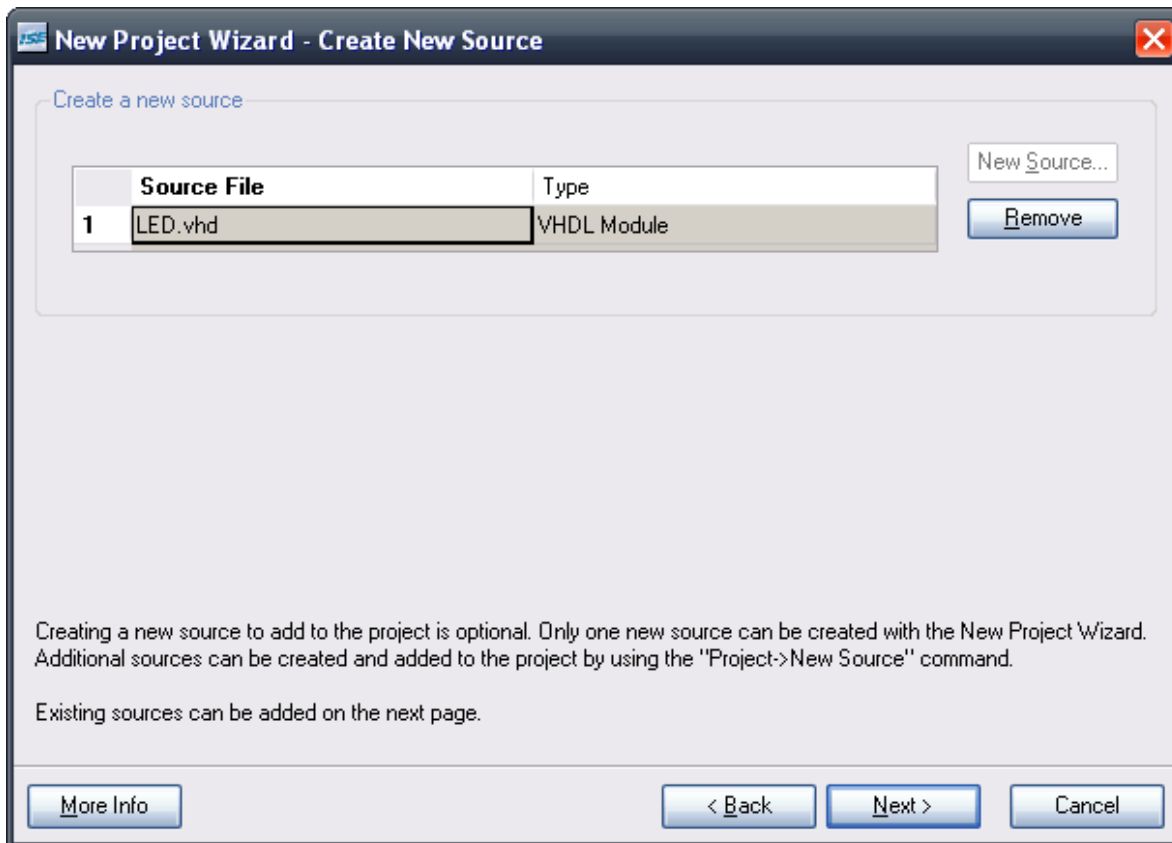 ISE New Project Wizard - Create New Source
Create a new source
New Source...
Source File Type
1 LED.vhd VHDL Module
Remove
Creating a new source to add to the project is optional. Only one new source can be created with the New Project Wizard.
Additional sources can be created and added to the project by using the "Project->New Source" command.
Existing sources can be added on the next page.
More Info < Back Next > Cancel